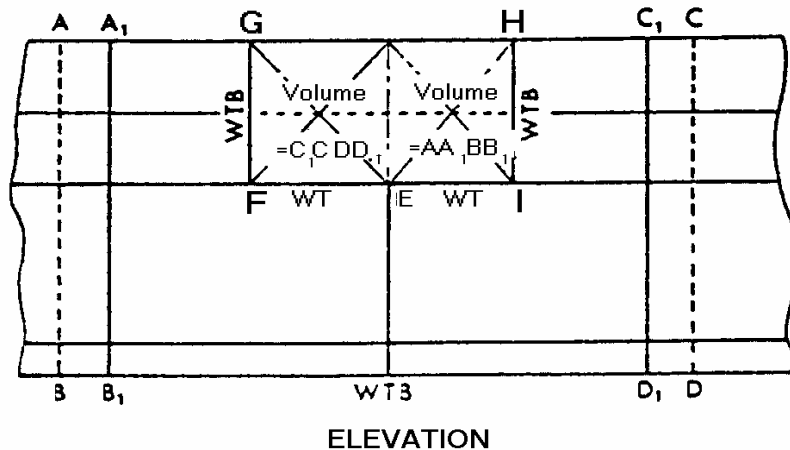 A A₁ G H C₁ C
Volume Volume
WTB WTB
=C₁C DD₁ =AA₁BB₁
F WT E WT I
B B₁ WTB D₁ D
ELEVATION